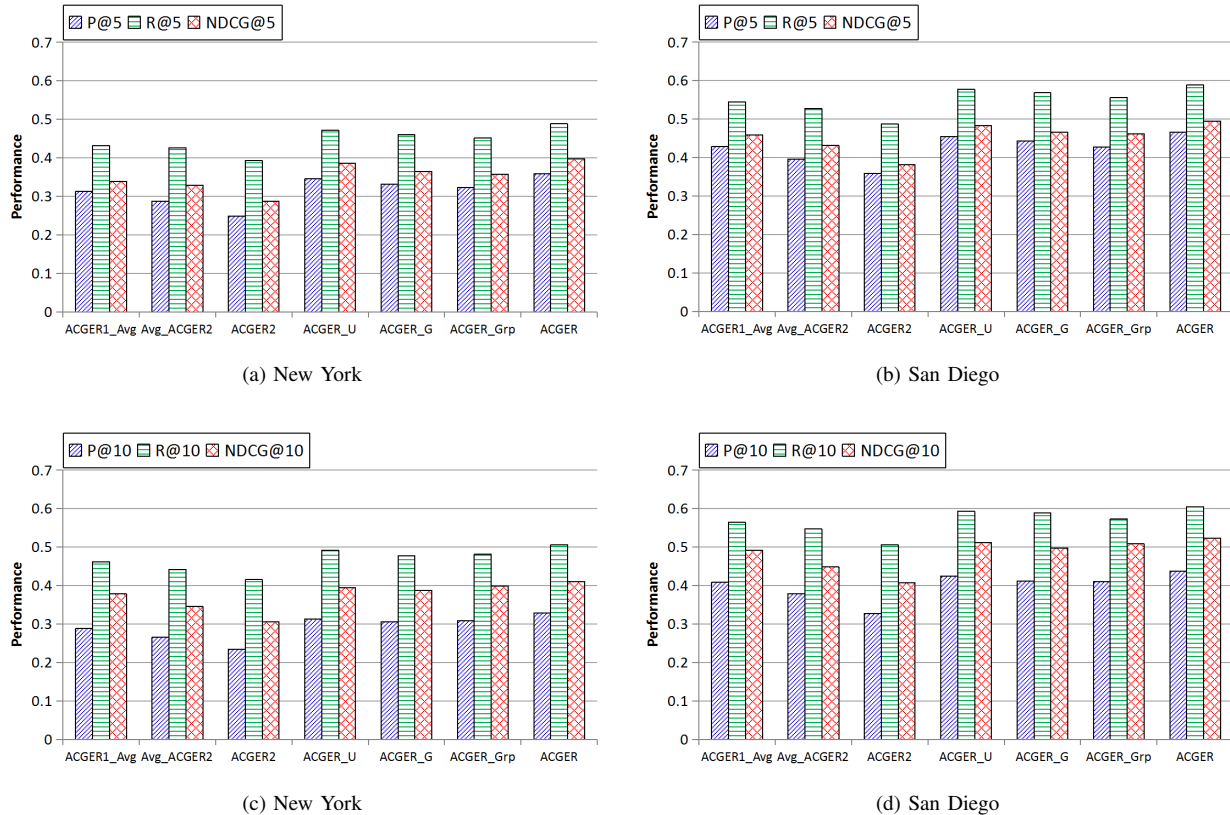 P@5 R@5 NDCG@5
0.7
0.6
0.5
0.4
0.3
0.2
0.1
0
Performance
ACGER1_Avg Avg_ACGER2 ACGER2 ACGER_U ACGER_G ACGER_Grp ACGER
(a) New York
P@5 R@5 NDCG@5
0.7
0.6
0.5
0.4
0.3
0.2
0.1
0
Performance
ACGER1_Avg Avg_ACGER2 ACGER2 ACGER_U ACGER_G ACGER_Grp ACGER
(b) San Diego
P@10 R@10 NDCG@10
0.7
0.6
0.5
0.4
0.3
0.2
0.1
0
Performance
ACGER1_Avg Avg_ACGER2 ACGER2 ACGER_U ACGER_G ACGER_Grp ACGER
(c) New York
P@10 R@10 NDCG@10
0.7
0.6
0.5
0.4
0.3
0.2
0.1
0
Performance
ACGER1_Avg Avg_ACGER2 ACGER2 ACGER_U ACGER_G ACGER_Grp ACGER
(d) San Diego